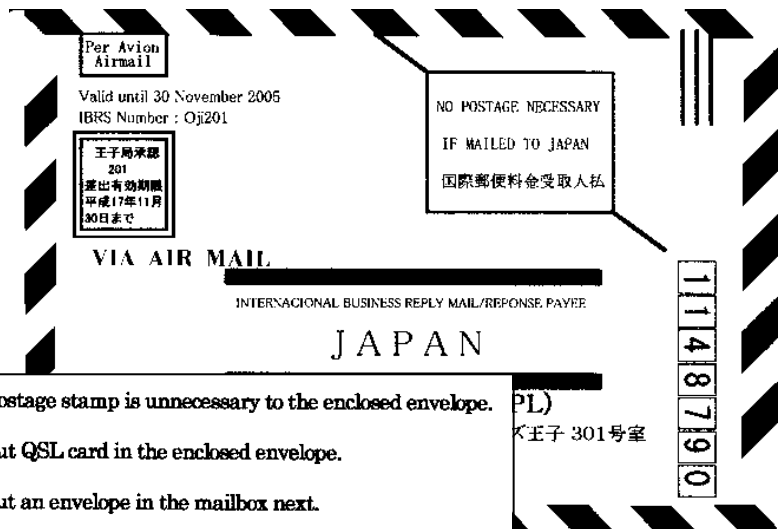 Per Avion
Airmail
Valid until 30 November 2005
IBRS Number : Oji201
王子局承認
201
差出有効期限
平成17年11月
30日まで
NO POSTAGE NECESSARY
IF MAILED TO JAPAN
国際郵便料金受取人払
VIA AIR MAIL
INTERNACIONAL BUSINESS REPLY MAIL/REPONSE PAYEE
JAPAN
PL)
ズ王子 301号室
1148790
ostage stamp is unnecessary to the enclosed envelope.
ut QSL card in the enclosed envelope.
ut an envelope in the mailbox next.